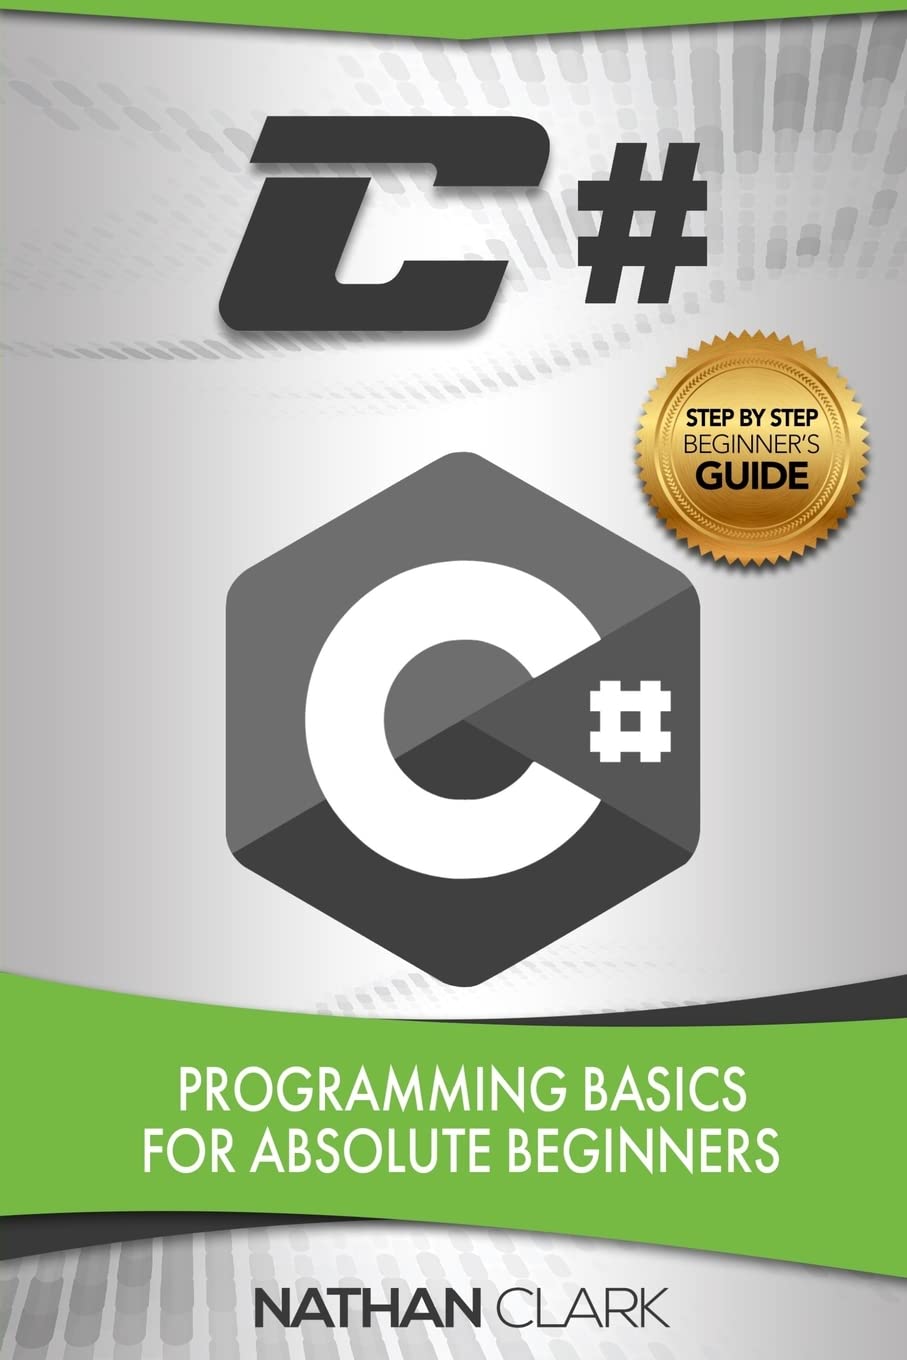 C#
STEP BY STEP
BEGINNER'S
GUIDE
C#
PROGRAMMING BASICS
FOR ABSOLUTE BEGINNERS
NATHAN CLARK